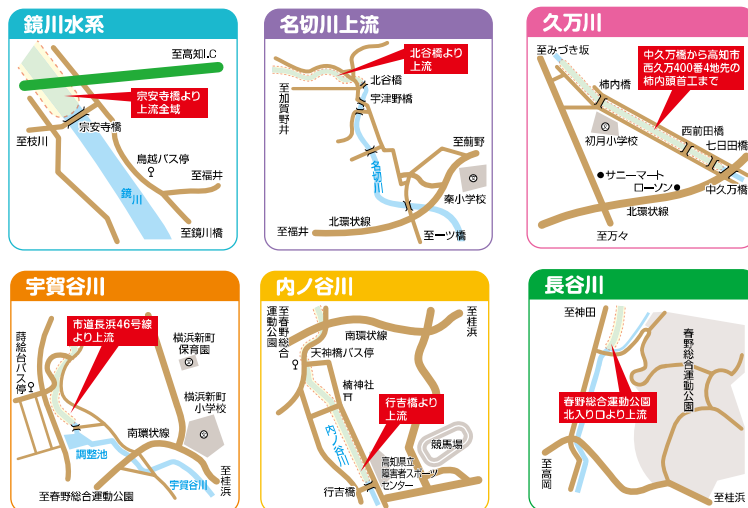 鏡川水系
至高知I.C
宗安寺橋より
上流全域
宗安寺橋
至枝川
鳥越バス停
至福井
鏡川
至鏡川橋
名切川上流
北谷橋より
上流
北谷橋
宇津野橋
至加賀野井
至薊野
名切川
秦小学校
北環状線
至福井
至一ツ橋
久万川
至みづき坂
中久万橋から高知市
西久万400番4地先の
柿内頭首工まで
柿内橋
初月小学校
西前田橋
七日田橋
サニーマート
ローソン
中久万橋
北環状線
至万々
宇賀谷川
市道長浜46号線
より上流
蒔絵台
バス停
横浜新町
保育園
横浜新町
小学校
南環状線
調整池
宇賀谷川
至桂浜
至春野総合運動公園
内ノ谷川
至春野総合
運動公園
南環状線
至桂浜
天神橋バス停
楠神社
行吉橋より
上流
内ノ谷川
競馬場
高知県立
障害者スポーツ
センター
行吉橋
長谷川
至神田
春野総合運動公園
春野総合運動公園
北入り口より上流
至高岡
至桂浜